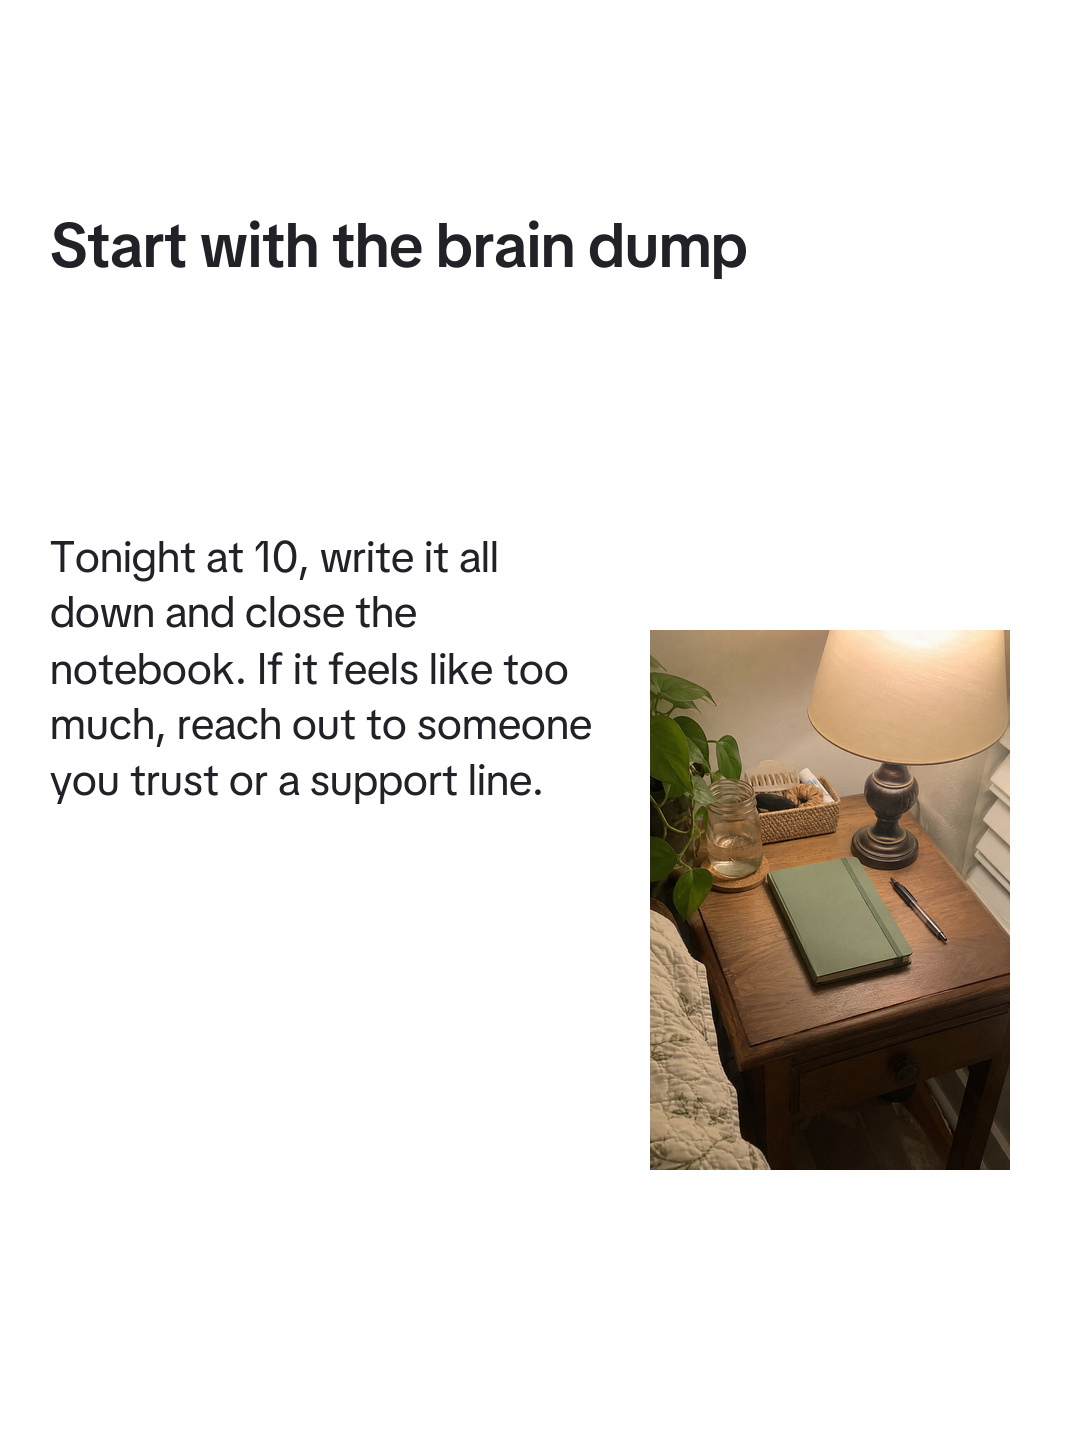 Start with the brain dump
Tonight at 10, write it all
down and close the
notebook. If it feels like too
much, reach out to someone
you trust or a support line.